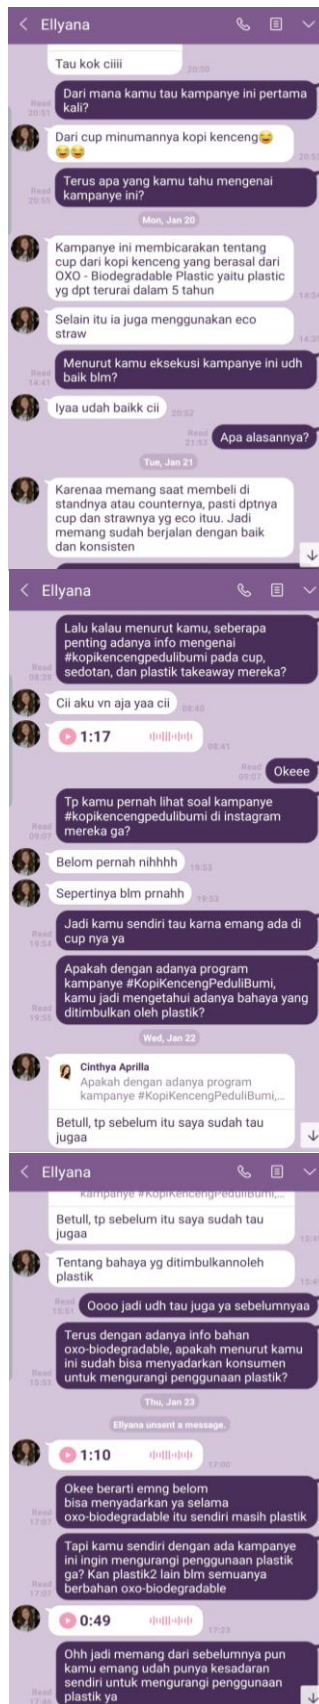 Ellyana
Tau kok ciiii
20:50
Dari mana kamu tau kampanye ini pertama
kali?
Read
20:51
Dari cup minumannya kopi kenceng😂
😂😂
20:52
Terus apa yang kamu tahu mengenai
kampanye ini?
Read
20:55
Mon, Jan 20
Kampanye ini membicarakan tentang
cup dari kopi kenceng yang berasal dari
OXO - Biodegradable Plastic yaitu plastic
yg dpt terurai dalam 5 tahun
14:34
Selain itu ia juga menggunakan eco
straw
14:35
Menurut kamu eksekusi kampanye ini udh
baik blm?
Read
14:41
Iyaa udah baikk cii
20:52
Apa alasannya?
Read
21:53
Tue, Jan 21
Karenaa memang saat membeli di
standnya atau counternya, pasti dptnya
cup dan strawnya yg eco ituu. Jadi
memang sudah berjalan dengan baik
dan konsisten
Ellyana
Lalu kalau menurut kamu, seberapa
penting adanya info mengenai
#kopikencengpedulibumi pada cup,
sedotan, dan plastik takeaway mereka?
Read
08:38
Cii aku vn aja yaa cii
08:40
1:17
08:41
Okeee
Read
09:07
Tp kamu pernah lihat soal kampanye
#kopikencengpedulibumi di instagram
mereka ga?
Read
09:07
Belom pernah nihhhh
19:53
Sepertinya blm prnahh
19:53
Jadi kamu sendiri tau karna emang ada di
cup nya ya
Read
19:54
Apakah dengan adanya program
kampanye #KopiKencengPeduliBumi,
kamu jadi mengetahui adanya bahaya yang
ditimbulkan oleh plastik?
Read
19:55
Wed, Jan 22
Cinthya Aprilla
Apakah dengan adanya program
kampanye #KopiKencengPeduliBumi,...
Betull, tp sebelum itu saya sudah tau
jugaa
Ellyana
kampanye #KopiKencengPeduliBumi,...
Betull, tp sebelum itu saya sudah tau
jugaa
Tentang bahaya yg ditimbulkannoleh
plastik
Oooo jadi udh tau juga ya sebelumnyaa
Read
15:51
Terus dengan adanya info bahan
oxo-biodegradable, apakah menurut kamu
ini sudah bisa menyadarkan konsumen
untuk mengurangi penggunaan plastik?
Read
15:53
Thu, Jan 23
Ellyana unsent a message.
1:10
17:00
Okee berarti emng belom
bisa menyadarkan ya selama
oxo-biodegradable itu sendiri masih plastik
Read
17:07
Tapi kamu sendiri dengan ada kampanye
ini ingin mengurangi penggunaan plastik
ga? Kan plastik2 lain blm semuanya
berbahan oxo-biodegradable
Read
17:07
0:49
17:23
Ohh jadi memang dari sebelumnya pun
kamu emang udah punya kesadaran
sendiri untuk mengurangi penggunaan
plastik ya
Read
17:46